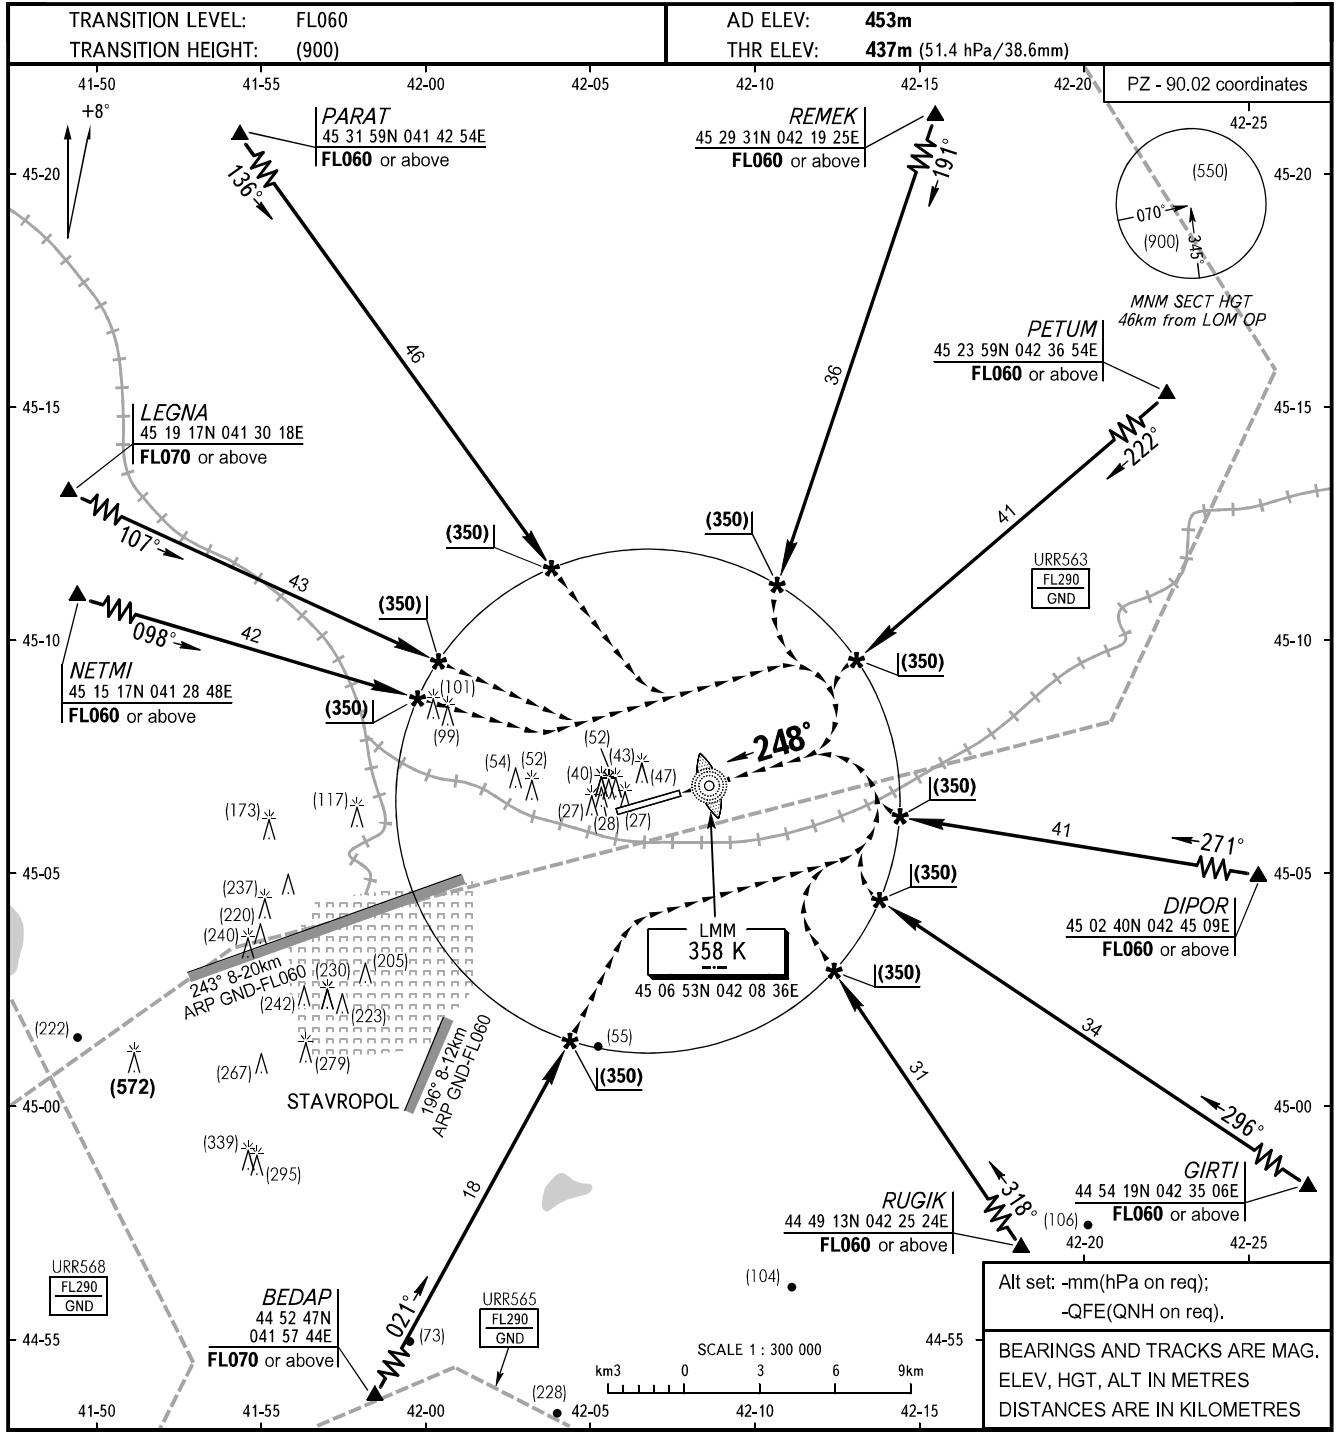 TRANSITION LEVEL: FL060
TRANSITION HEIGHT: (900)
AD ELEV: 453m
THR ELEV: 437m (51.4 hPa/38.6mm)
41-50 41-55 42-00 42-05 42-10 42-15 42-20
PZ - 90.02 coordinates
42-25
+8°
PARAT
45 31 59N 041 42 54E
FL060 or above
136°
46
REMEK
45 29 31N 042 19 25E
FL060 or above
191°
36
45-20
45-20
(550)
070°
(900)
345°
MNM SECT HGT
46km from LOM OP
PETUM
45 23 59N 042 36 54E
FL060 or above
222°
41
45-15
45-15
LEGNA
45 19 17N 041 30 18E
FL070 or above
107°
43
(350)
(350)
(350)
URR563
FL290
GND
098°
42
45-10
45-10
NETMI
45 15 17N 041 28 48E
FL060 or above
(350)
(350)
(101)
(99)
248°
(54)
(52)
(52)
(43)
(40)
(47)
(27)
(28)
(27)
(173)
(117)
(350)
41
271°
45-05
45-05
(237)
(220)
(240)
(350)
DIPOR
45 02 40N 042 45 09E
FL060 or above
LMM
358 K
45 06 53N 042 08 36E
243° 8-20km
ARP GND-FL060
(230)
(205)
(242)
(223)
(350)
(222)
(572)
(267)
(279)
(55)
(350)
34
31
STAVROPOL
196° 8-12km
ARP GND-FL060
45-00
45-00
296°
(339)
(295)
18
GIRTI
44 54 19N 042 35 06E
FL060 or above
RUGIK
44 49 13N 042 25 24E
FL060 or above
318°
(106)
42-20 42-25
URR568
FL290
GND
BEDAP
44 52 47N
041 57 44E
FL070 or above
021°
(73)
URR565
FL290
GND
(104)
Alt set: -mm(hPa on req);
-QFE(QNH on req).
44-55
44-55
SCALE 1 : 300 000
km3 0 3 6 9km
(228)
BEARINGS AND TRACKS ARE MAG.
ELEV, HGT, ALT IN METRES
DISTANCES ARE IN KILOMETRES
41-50 41-55 42-00 42-05 42-10 42-15